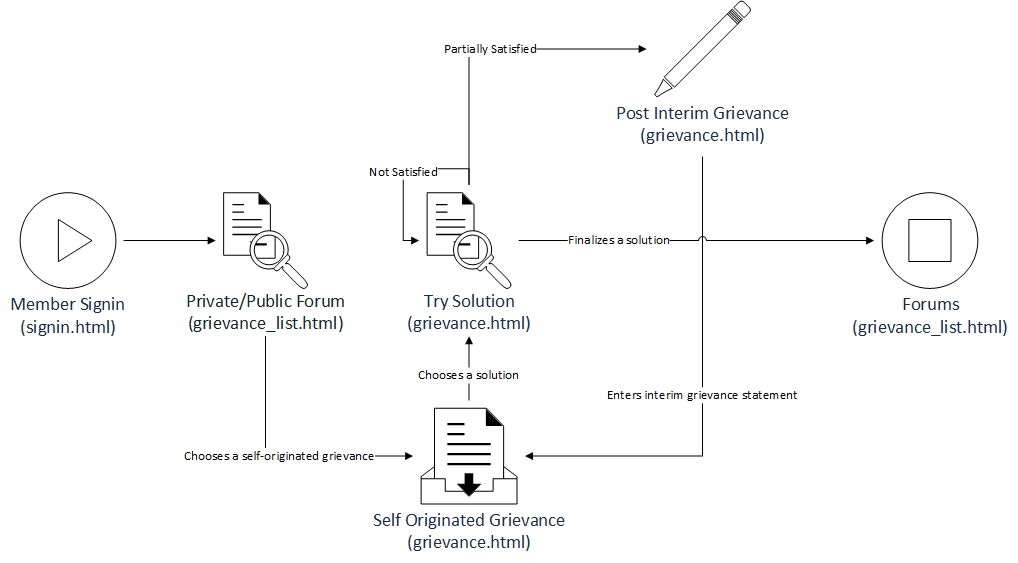 Partially Satisfied
Post Interim Grievance
(grievance.html)
Not Satisfied
Finalizes a solution
Member Signin
(signin.html)
Private/Public Forum
(grievance_list.html)
Try Solution
(grievance.html)
Forums
(grievance_list.html)
Chooses a solution
Enters interim grievance statement
Chooses a self-originated grievance
Self Originated Grievance
(grievance.html)